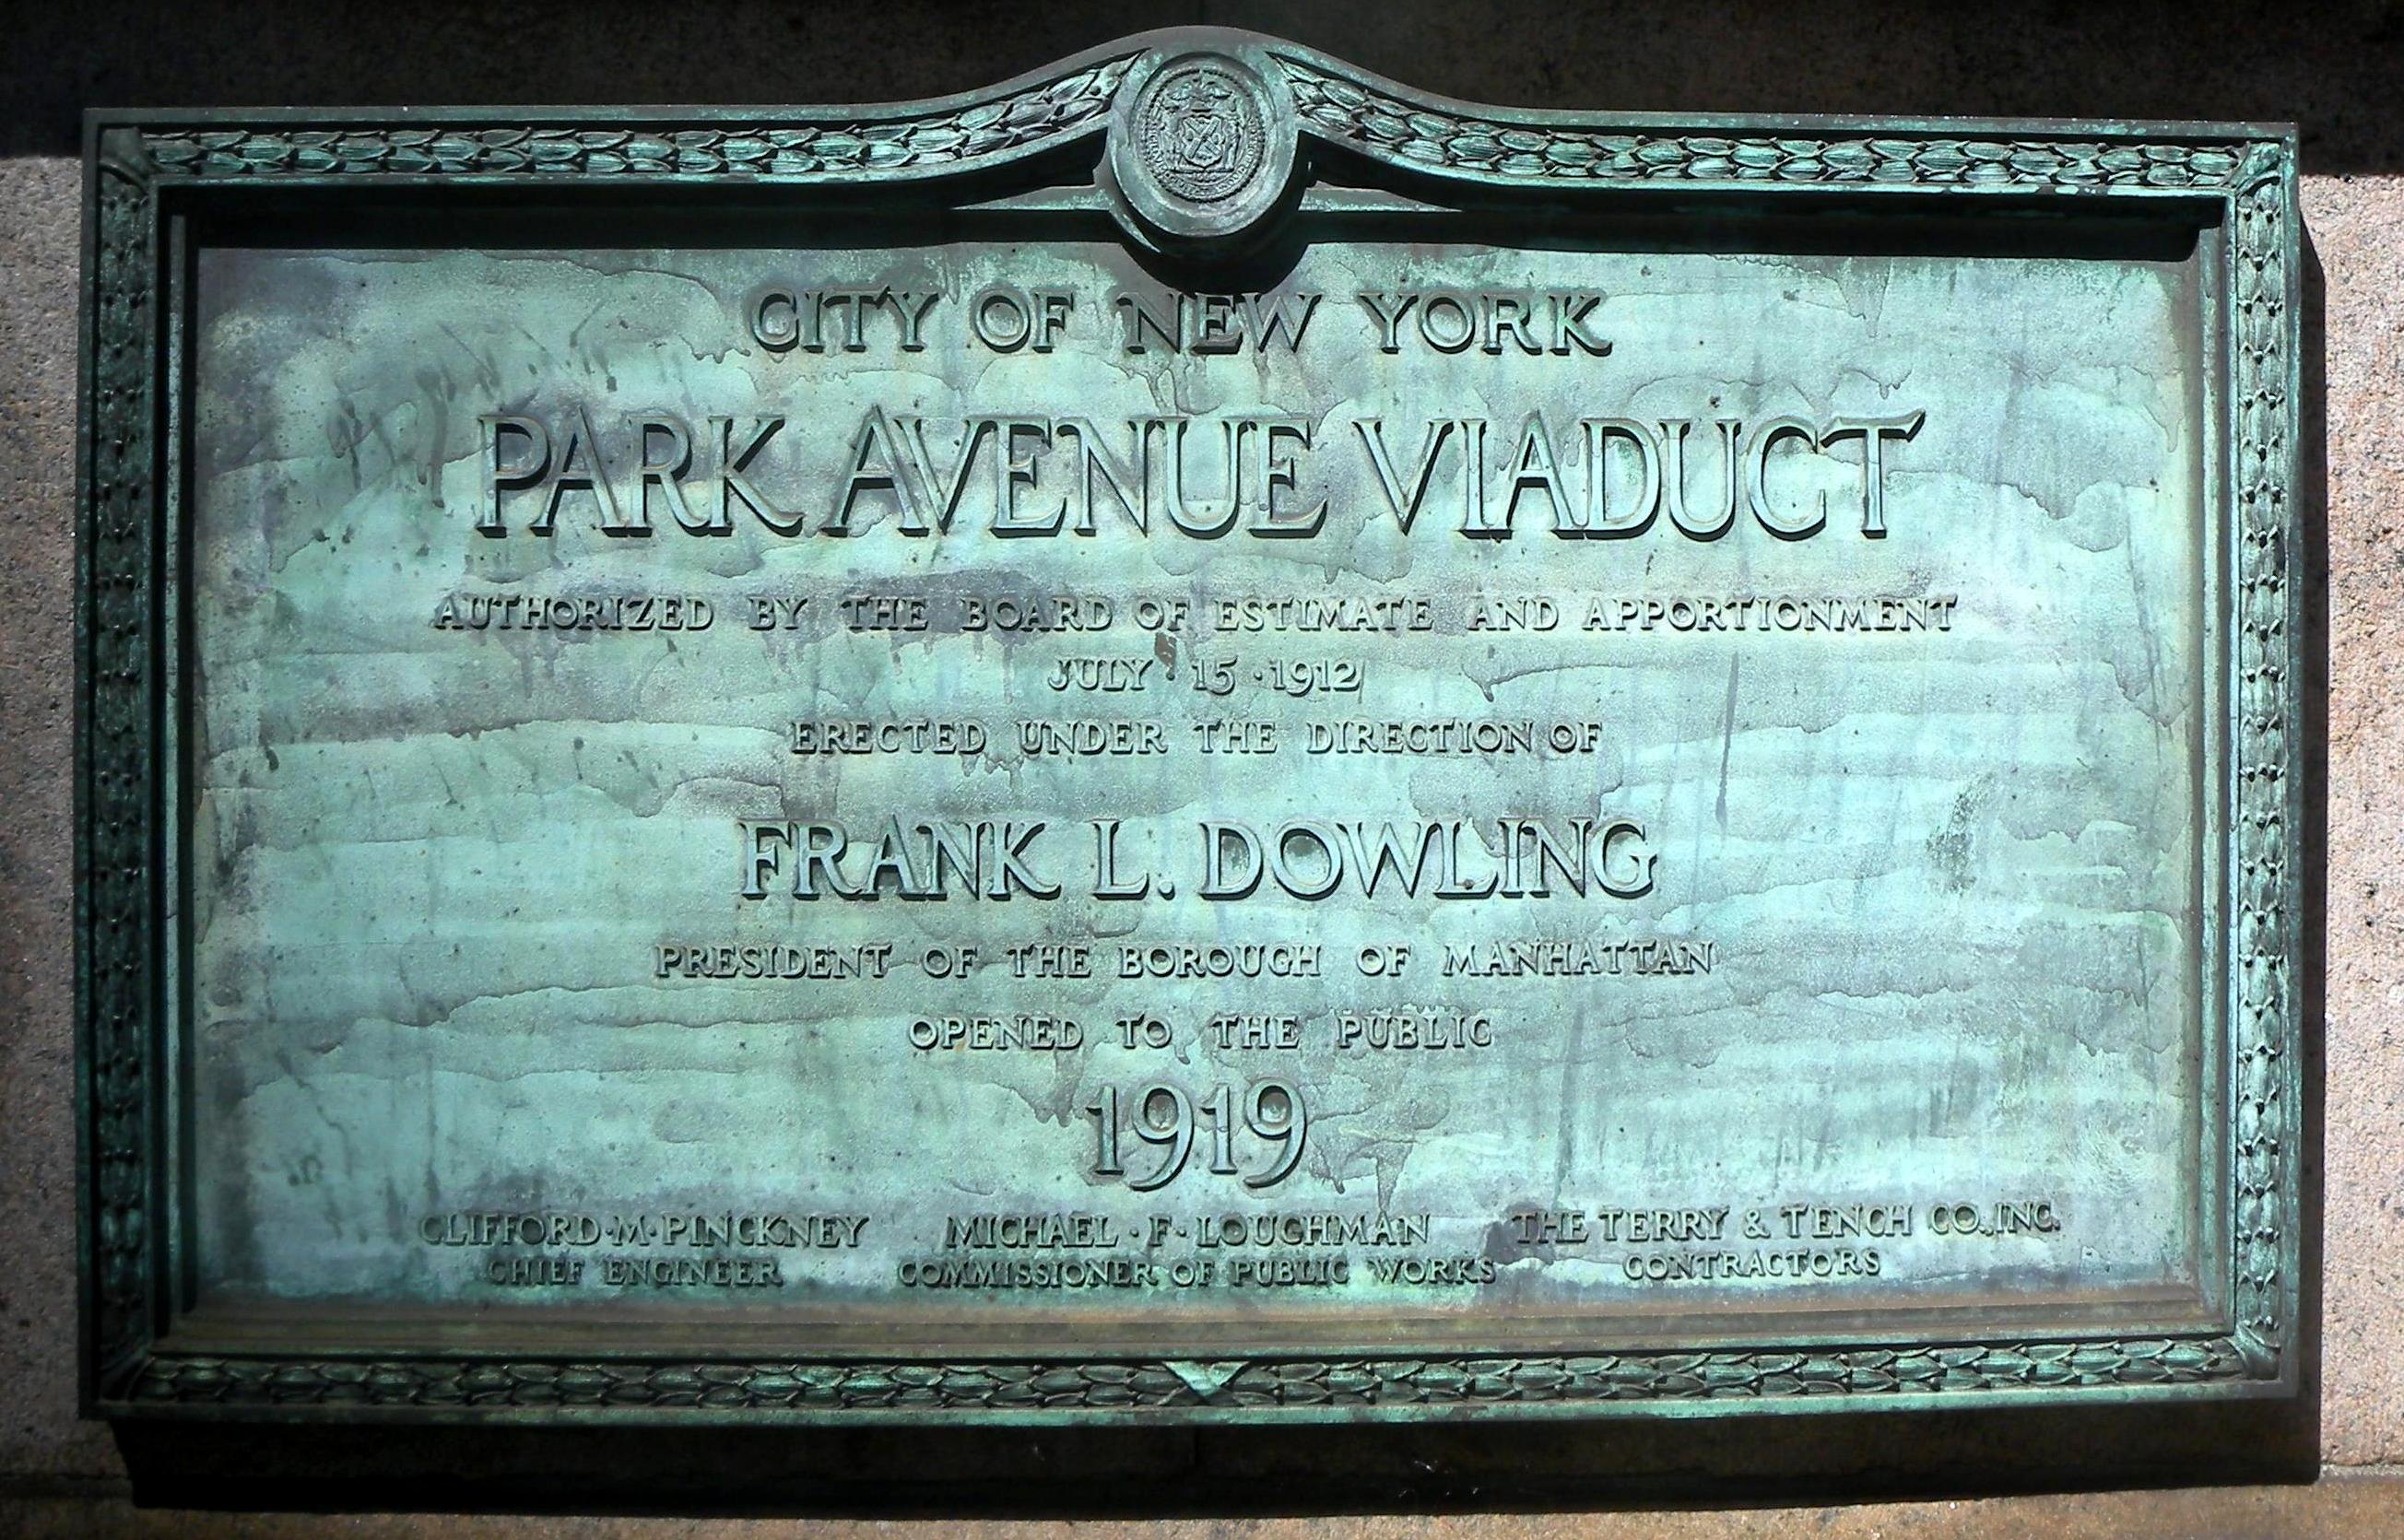 CITY OF NEW YORK
PARK AVENUE VIADUCT
AUTHORIZED BY THE BOARD OF ESTIMATE AND APPORTIONMENT
JULY · 15 · 1912
ERECTED UNDER THE DIRECTION OF
FRANK L. DOWLING
PRESIDENT OF THE BOROUGH OF MANHATTAN
OPENED TO THE PUBLIC
1919
CLIFFORD·M·PINCKNEY
CHIEF ENGINEER
MICHAEL·F·LOUGHMAN
COMMISSIONER OF PUBLIC WORKS
THE TERRY & TENCH CO., INC.
CONTRACTORS